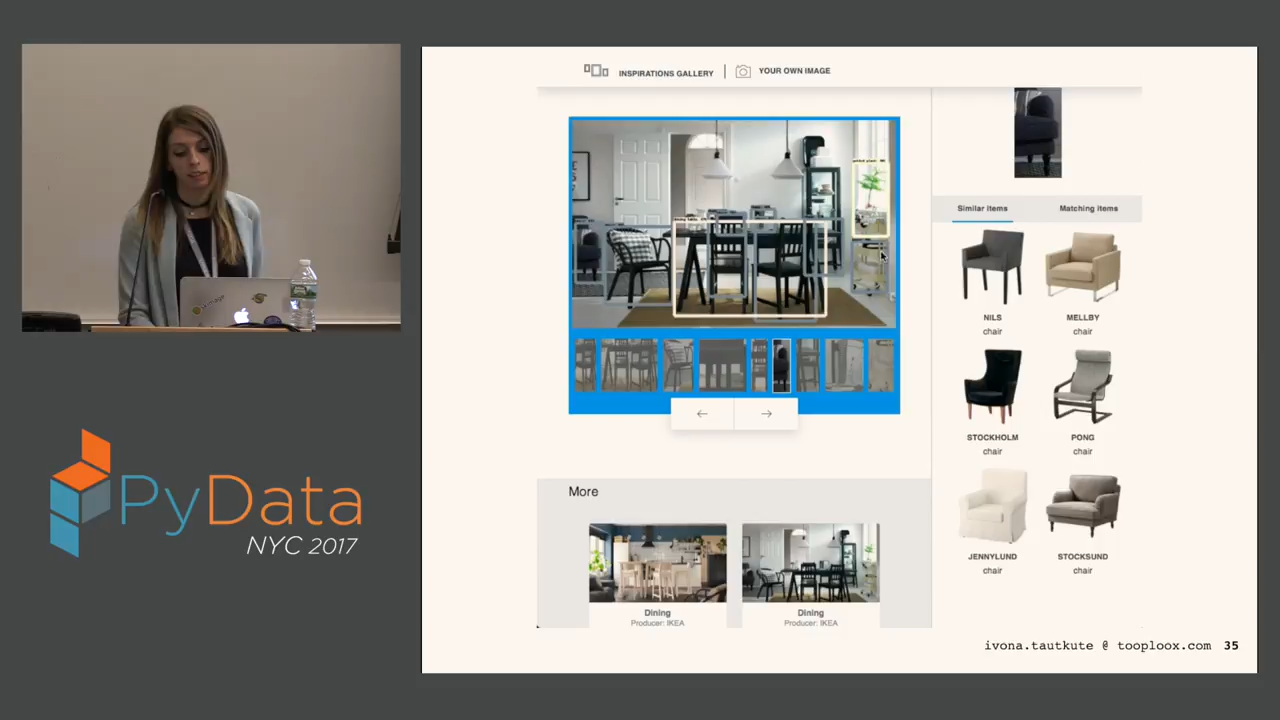 INSPIRATIONS GALLERY
YOUR OWN IMAGE
Similar items
Matching items
NILS
chair
MELLBY
chair
STOCKHOLM
chair
PONG
chair
JENNYLUND
chair
STOCKSUND
chair
More
Dining
Producer: IKEA
Dining
Producer: IKEA
ivona.tautkute @ tooploox.com 35
PyData
NYC 2017